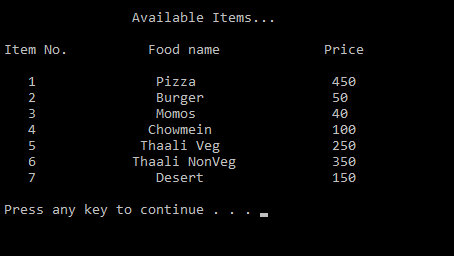 Available Items...
Item No. Food name Price
1 Pizza 450
2 Burger 50
3 Momos 40
4 Chowmein 100
5 Thaali Veg 250
6 Thaali NonVeg 350
7 Desert 150
Press any key to continue . . .